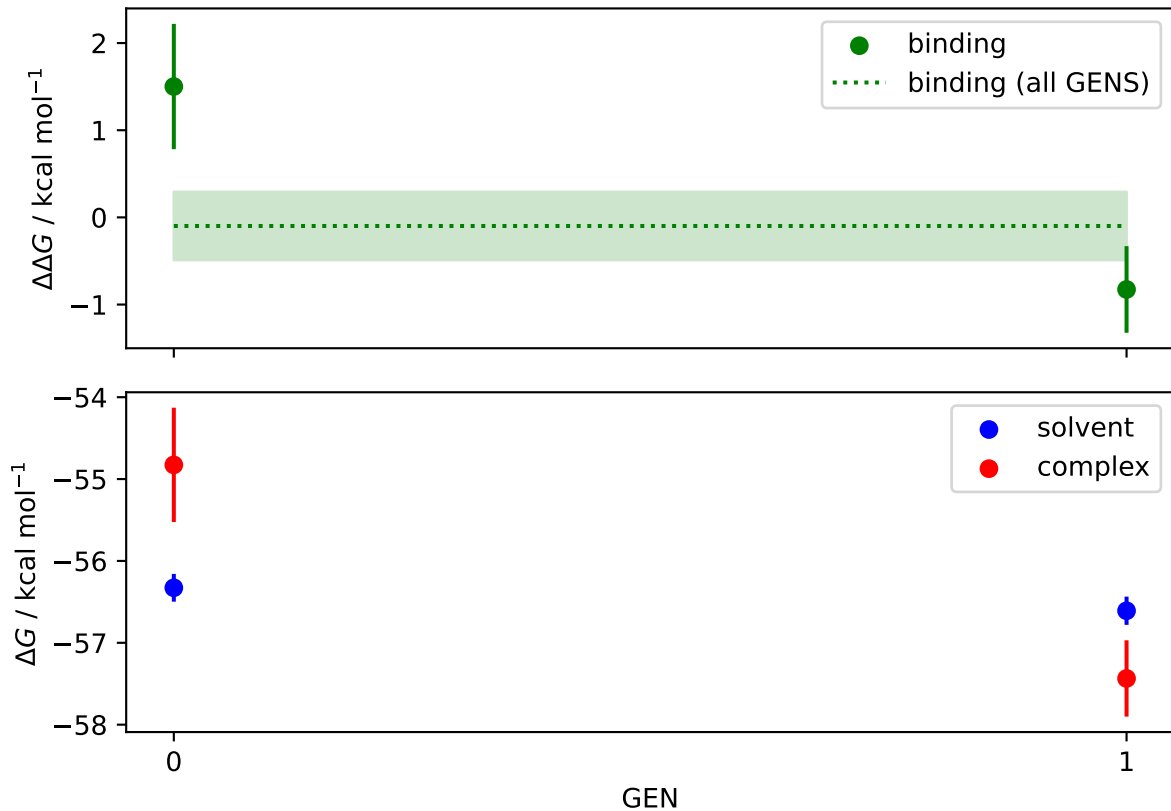 2
1
0
−1
ΔΔG / kcal mol⁻¹
binding
binding (all GENS)
−54
−55
−56
−57
−58
ΔG / kcal mol⁻¹
solvent
complex
0
1
GEN